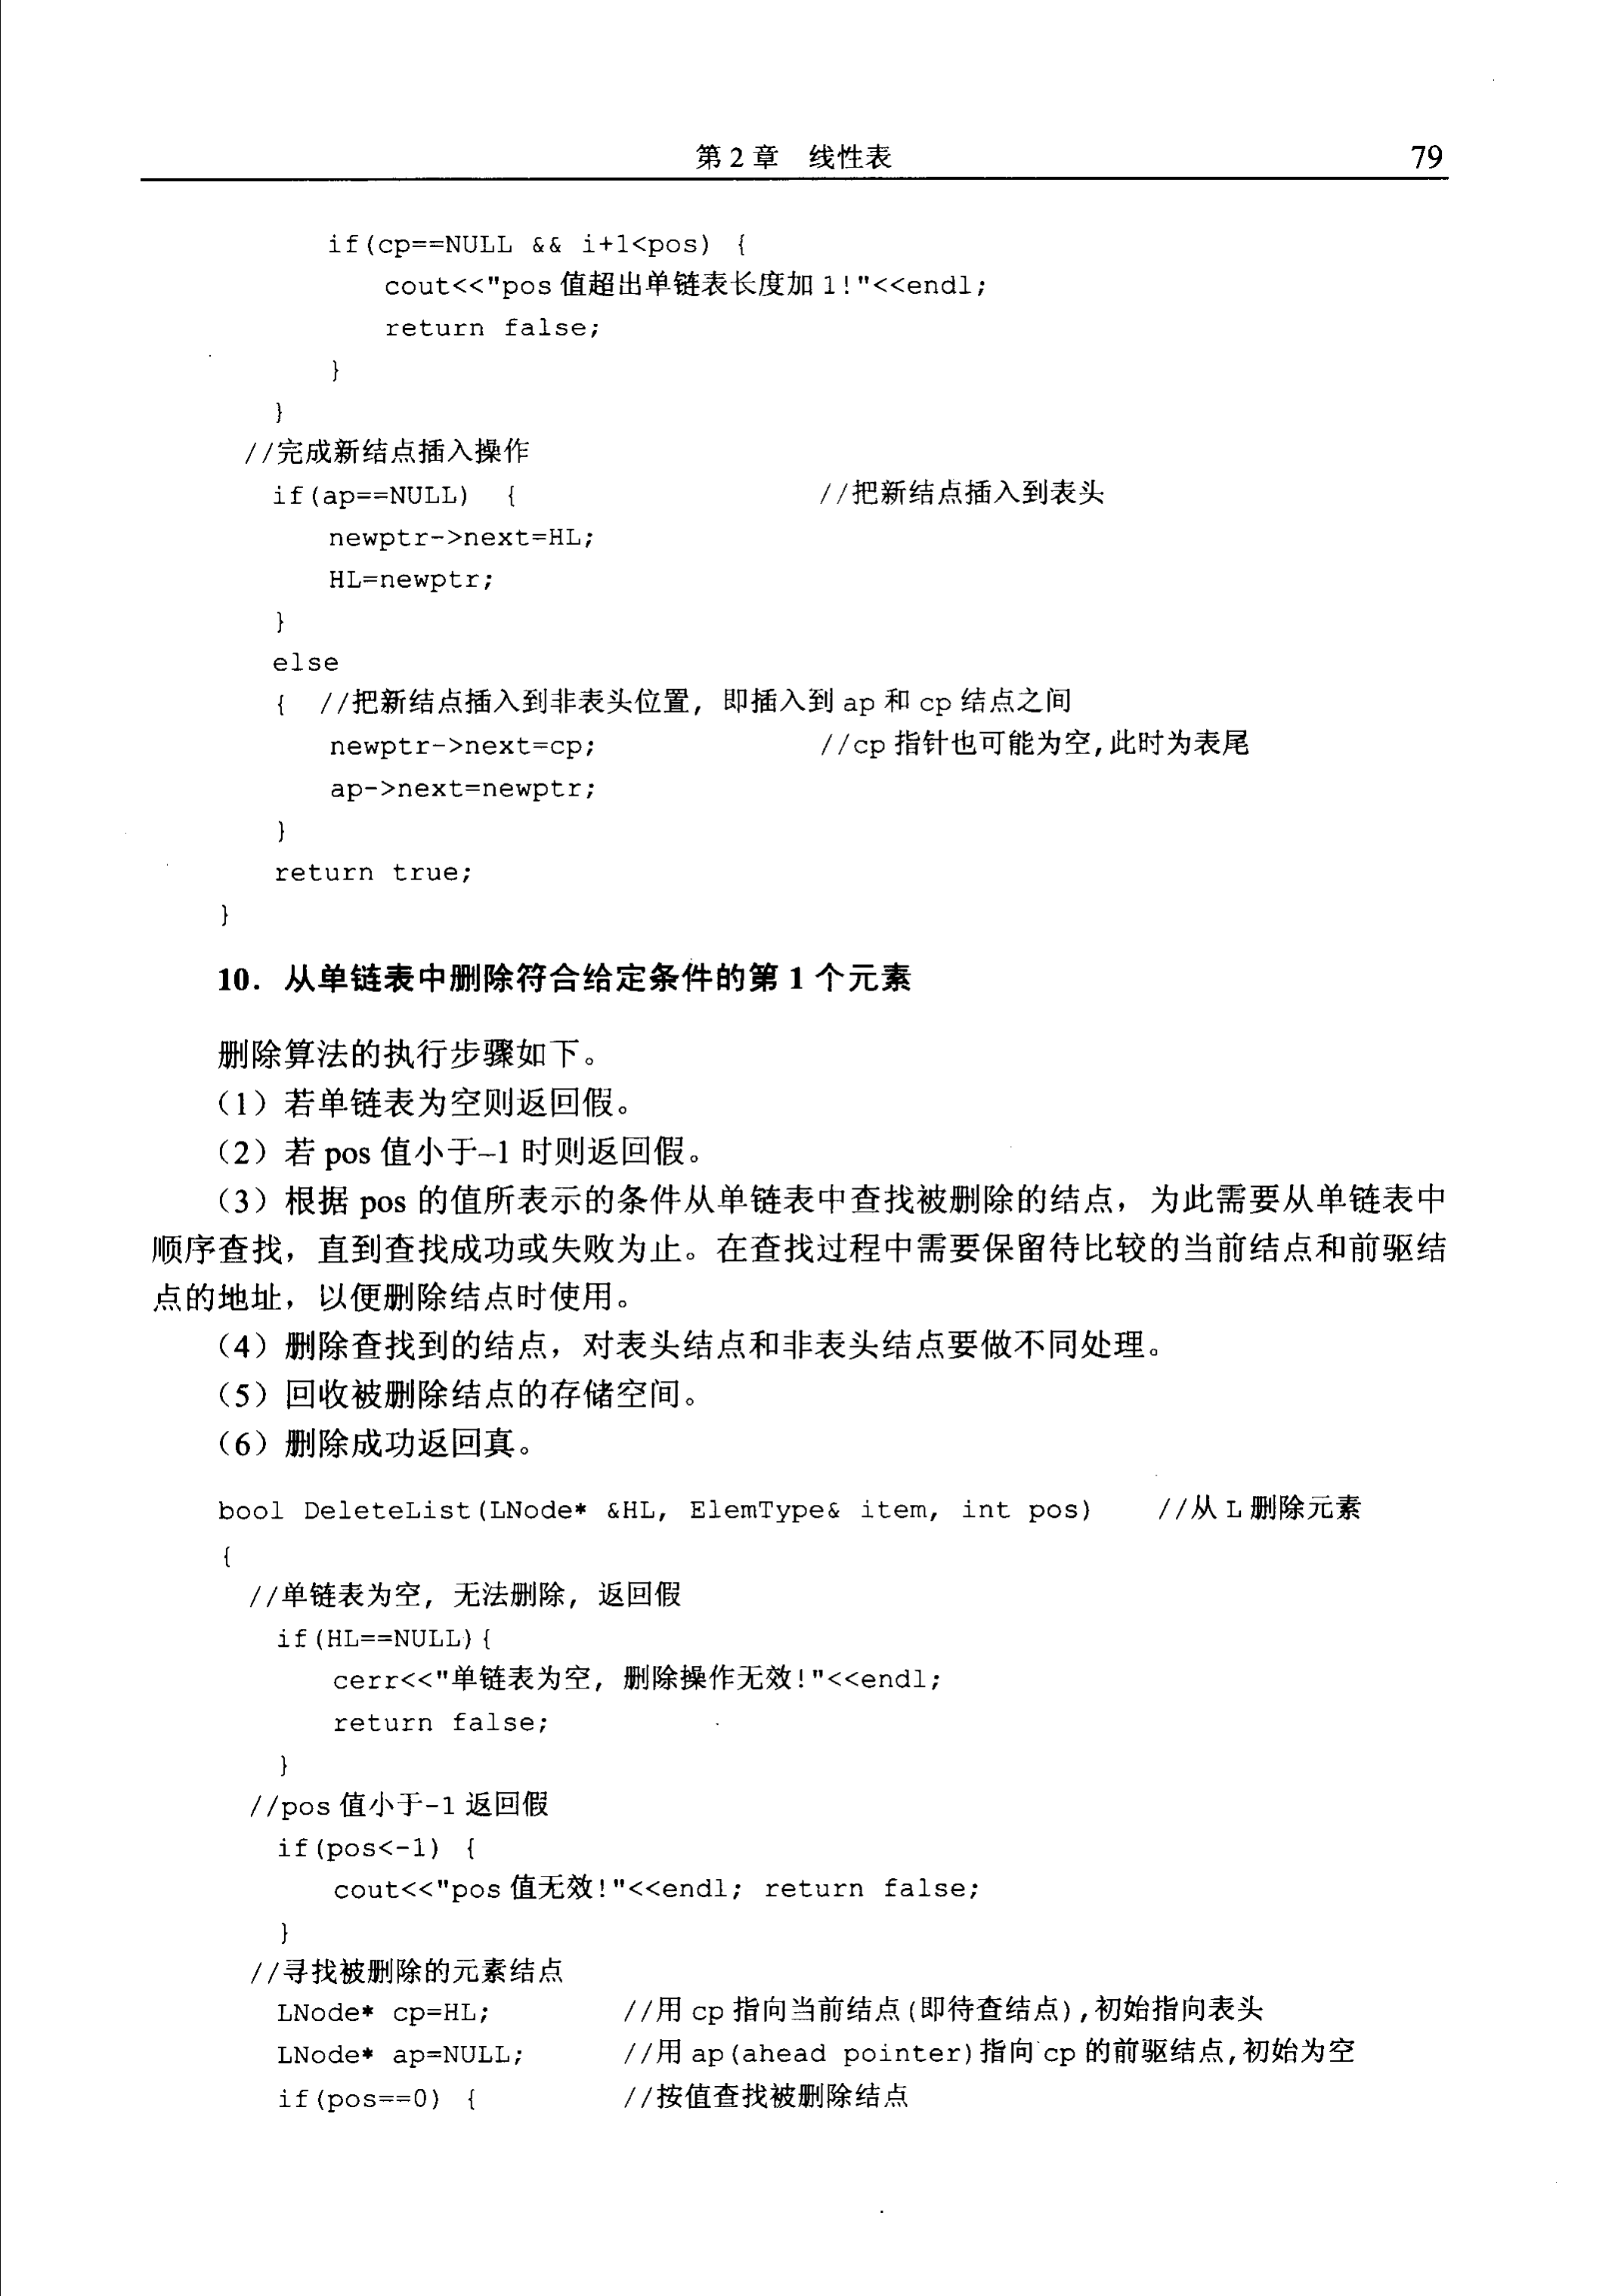 第 2 章 线性表 79
if(cp==NULL && i+1<pos) {
cout<<"pos 值超出单链表长度加 1!"<<endl;
return false;
}
}
//完成新结点插入操作
if(ap==NULL) { //把新结点插入到表头
newptr->next=HL;
HL=newptr;
}
else
{ //把新结点插入到非表头位置，即插入到 ap 和 cp 结点之间
newptr->next=cp; //cp 指针也可能为空,此时为表尾
ap->next=newptr;
}
return true;
}
10．从单链表中删除符合给定条件的第 1 个元素
删除算法的执行步骤如下。
（1）若单链表为空则返回假。
（2）若 pos 值小于–1 时则返回假。
（3）根据 pos 的值所表示的条件从单链表中查找被删除的结点，为此需要从单链表中
顺序查找，直到查找成功或失败为止。在查找过程中需要保留待比较的当前结点和前驱结
点的地址，以便删除结点时使用。
（4）删除查找到的结点，对表头结点和非表头结点要做不同处理。
（5）回收被删除结点的存储空间。
（6）删除成功返回真。
bool DeleteList(LNode* &HL, ElemType& item, int pos) //从 L 删除元素
{
//单链表为空，无法删除，返回假
if(HL==NULL){
cerr<<"单链表为空，删除操作无效!"<<endl;
return false;
}
//pos 值小于-1 返回假
if(pos<-1) {
cout<<"pos 值无效!"<<endl; return false;
}
//寻找被删除的元素结点
LNode* cp=HL; //用 cp 指向当前结点(即待查结点),初始指向表头
LNode* ap=NULL; //用 ap(ahead pointer)指向 cp 的前驱结点,初始为空
if(pos==0) { //按值查找被删除结点